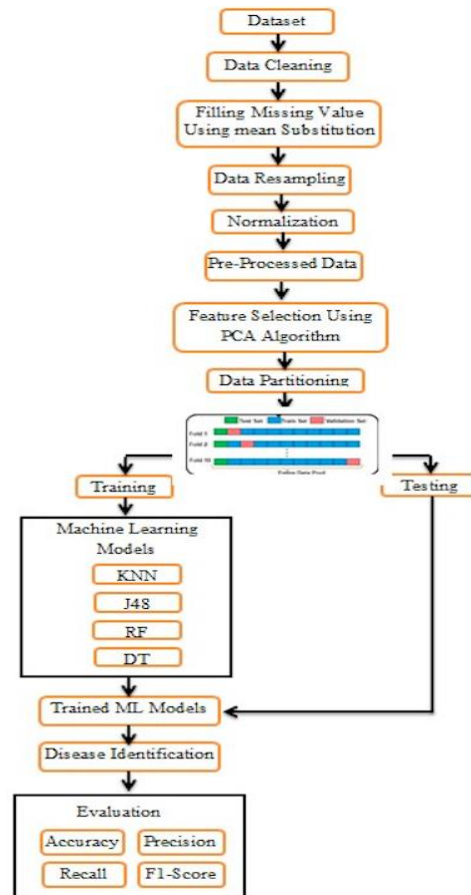 Dataset
Data Cleaning
Filling Missing Value
Using mean Substitution
Data Resampling
Normalization
Pre-Processed Data
Feature Selection Using
PCA Algorithm
Data Partitioning
Test Set Train Set Validation Set
Fold 1
Fold 2
Fold 10
Training
Testing
Machine Learning
Models
KNN
J48
RF
DT
Trained ML Models
Disease Identification
Evaluation
Accuracy Precision
Recall F1-Score